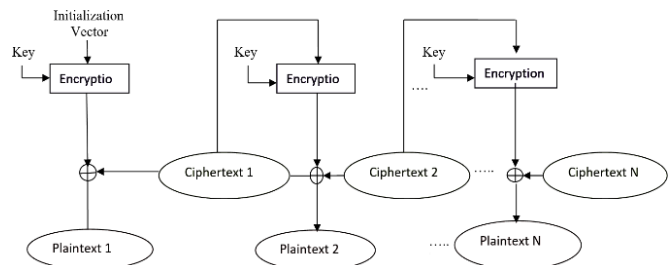 Initialization
Vector
Key
Encryptio
Key
Encryptio
Key
Encryption
....
Ciphertext 1
Ciphertext 2
.....
Ciphertext N
Plaintext 1
Plaintext 2
.....
Plaintext N